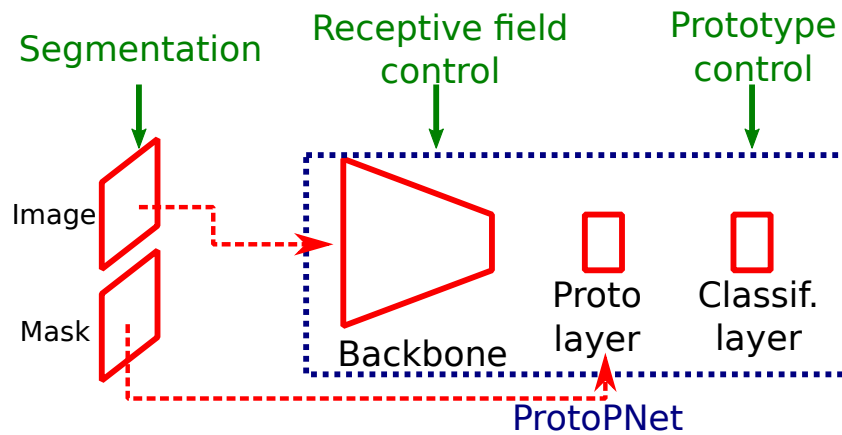 Segmentation
Receptive field
control
Prototype
control
Image
Mask
Backbone
Proto
layer
Classif.
layer
ProtoPNet